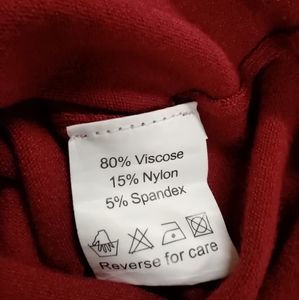 80% Viscose
15% Nylon
5% Spandex
Reverse for care